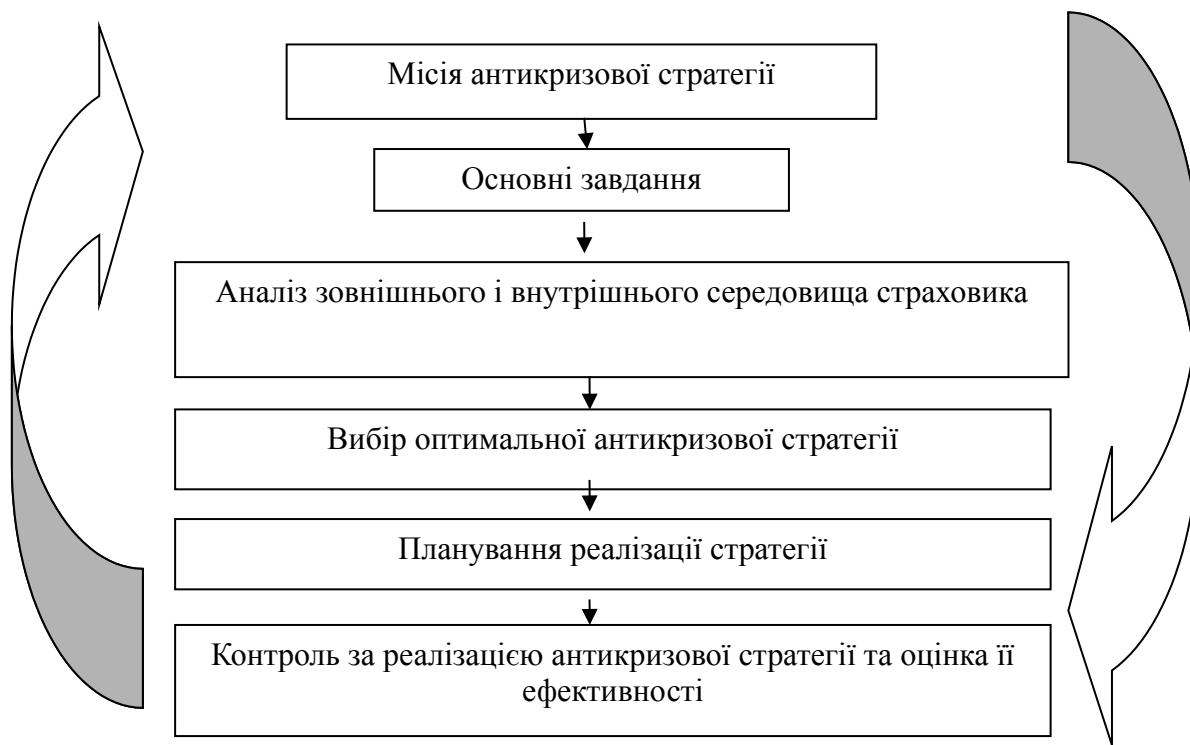 Місія антикризової стратегії
Основні завдання
Аналіз зовнішнього і внутрішнього середовища страховика
Вибір оптимальної антикризової стратегії
Планування реалізації стратегії
Контроль за реалізацією антикризової стратегії та оцінка її
ефективності